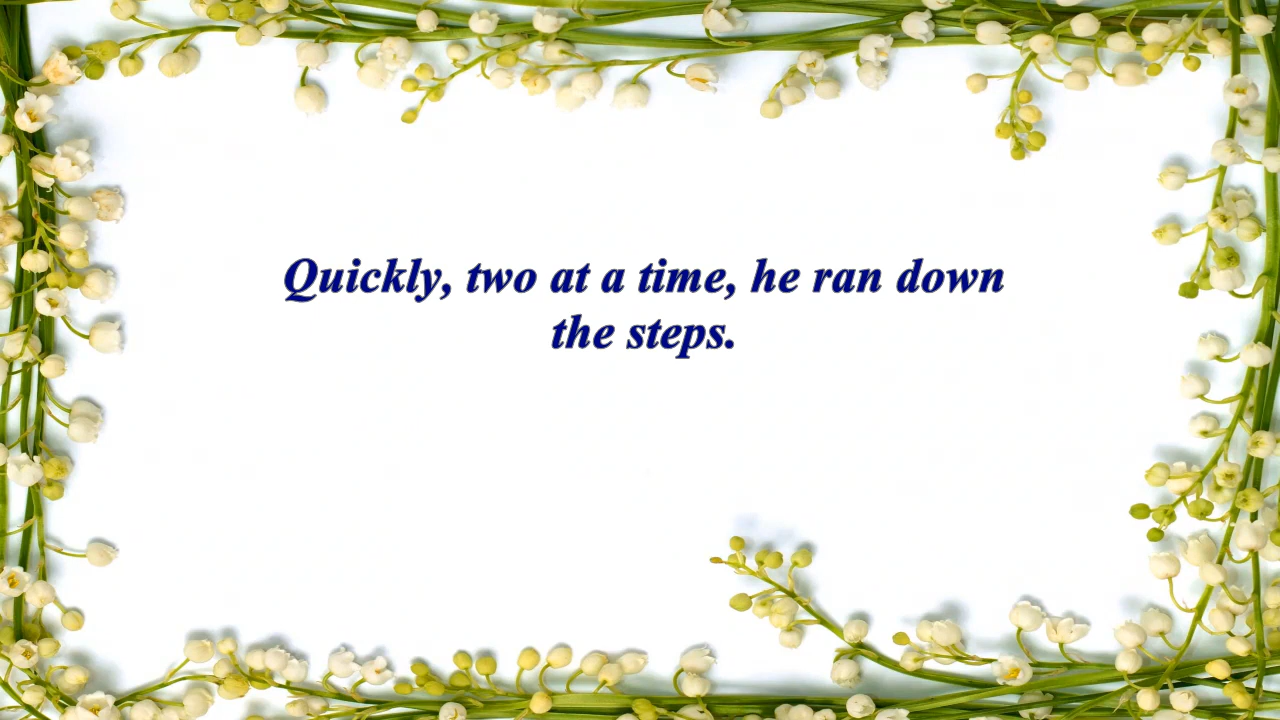 Quickly, two at a time, he ran down
the steps.